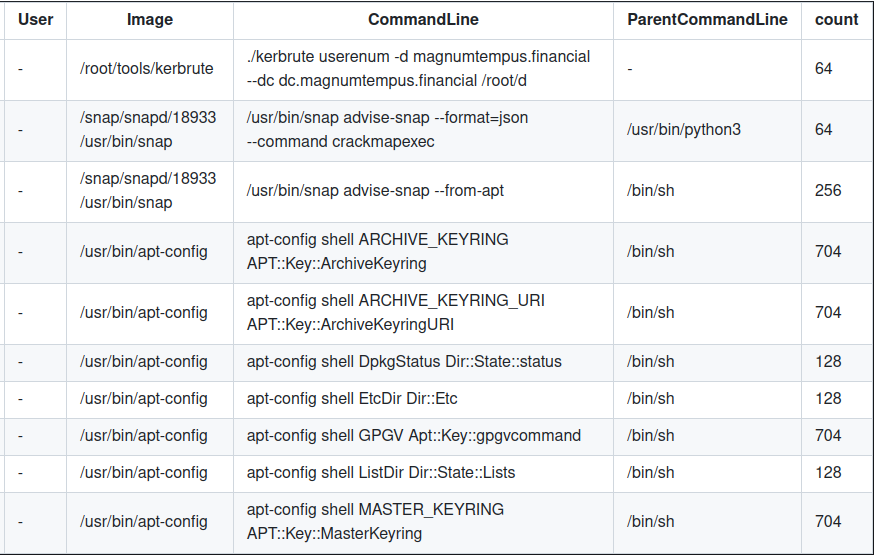 User Image CommandLine ParentCommandLine count
- /root/tools/kerbrute ./kerbrute userenum -d magnumtempus.financial
--dc dc.magnumtempus.financial /root/d - 64
- /snap/snapd/18933
/usr/bin/snap /usr/bin/snap advise-snap --format=json
--command crackmapexec /usr/bin/python3 64
- /snap/snapd/18933
/usr/bin/snap /usr/bin/snap advise-snap --from-apt /bin/sh 256
- /usr/bin/apt-config apt-config shell ARCHIVE_KEYRING
APT::Key::ArchiveKeyring /bin/sh 704
- /usr/bin/apt-config apt-config shell ARCHIVE_KEYRING_URI
APT::Key::ArchiveKeyringURI /bin/sh 704
- /usr/bin/apt-config apt-config shell DpkgStatus Dir::State::status /bin/sh 128
- /usr/bin/apt-config apt-config shell EtcDir Dir::Etc /bin/sh 128
- /usr/bin/apt-config apt-config shell GPGV Apt::Key::gpgvcommand /bin/sh 704
- /usr/bin/apt-config apt-config shell ListDir Dir::State::Lists /bin/sh 128
- /usr/bin/apt-config apt-config shell MASTER_KEYRING
APT::Key::MasterKeyring /bin/sh 704